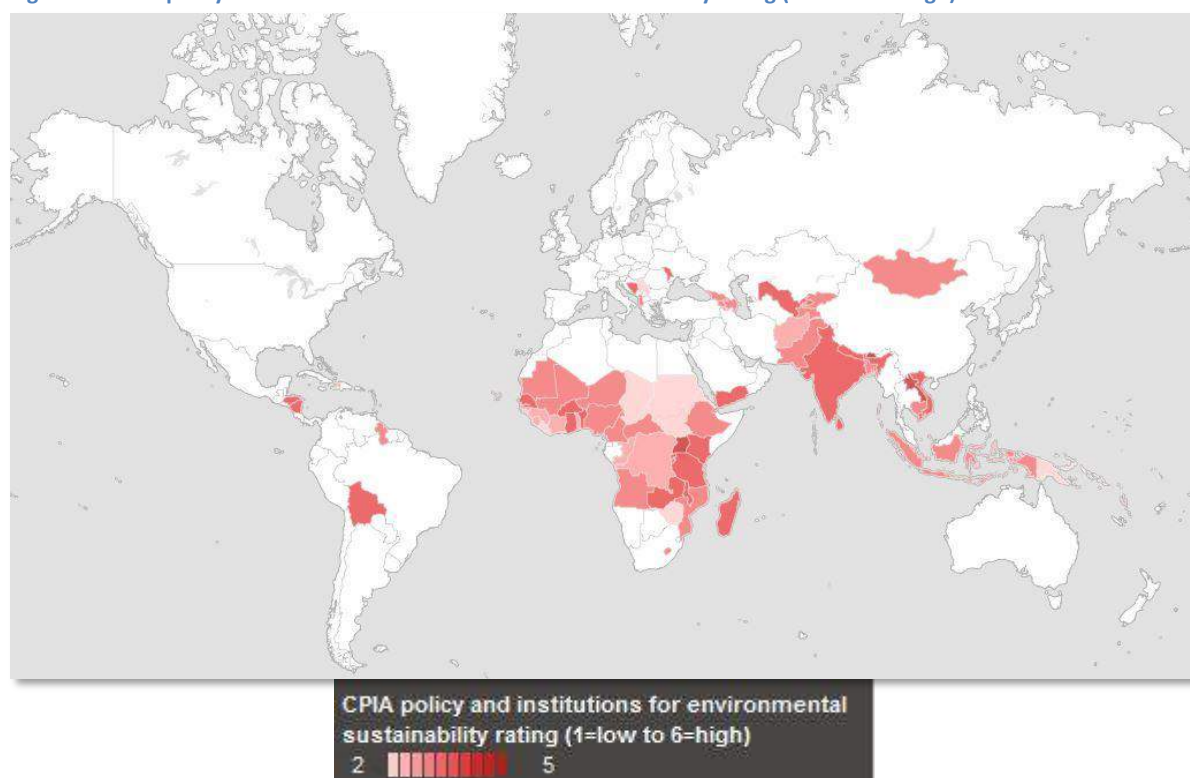 CPIA policy and institutions for environmental
sustainability rating (1=low to 6=high)
2 5